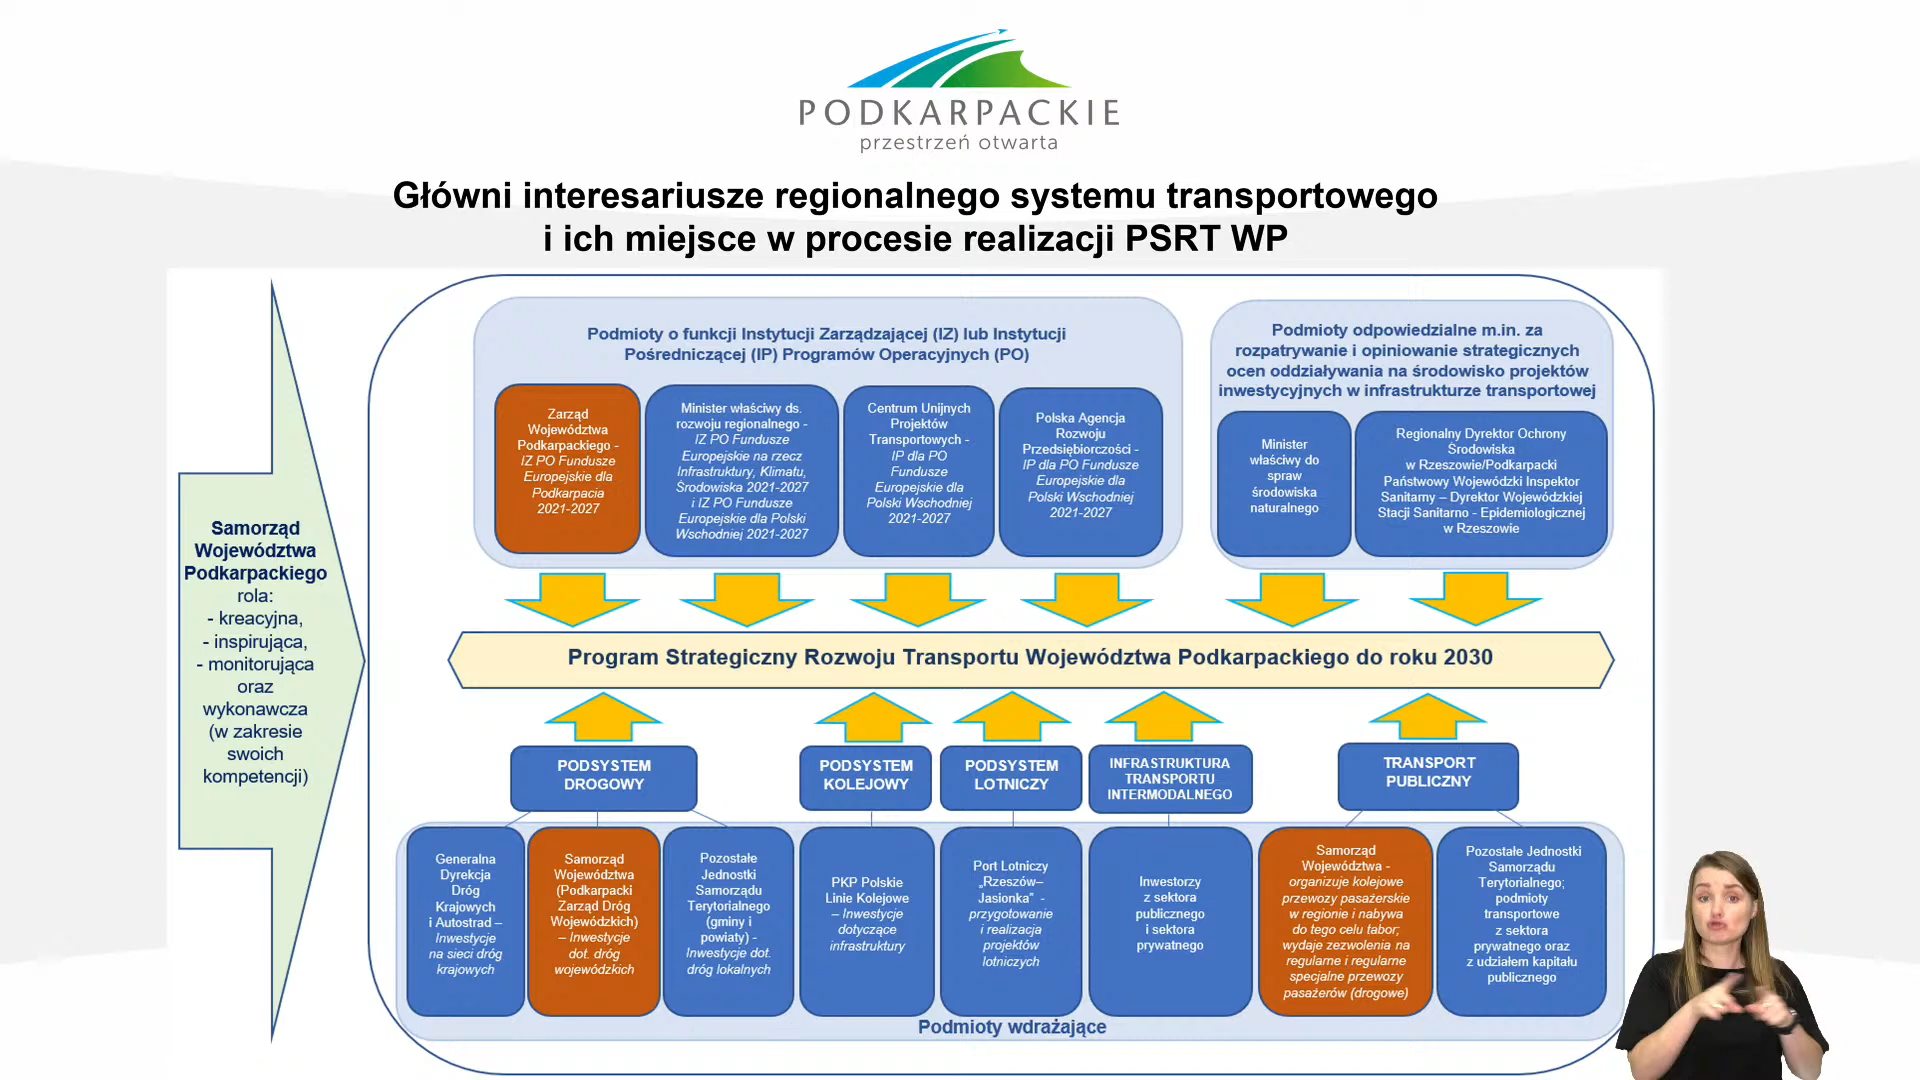 PODKARPACKIE
przestrzeń otwarta
Główni interesariusze regionalnego systemu transportowego
i ich miejsce w procesie realizacji PSRT WP
Samorząd
Województwa
Podkarpackiego
rola:
- kreacyjna,
- inspirująca,
- monitorująca
oraz
wykonawcza
(w zakresie
swoich
kompetencji)
Podmioty o funkcji Instytucji Zarządzającej (IZ) lub Instytucji
Pośredniczącej (IP) Programów Operacyjnych (PO)
Zarząd
Województwa
Podkarpackiego -
IZ PO Fundusze
Europejskie dla
Podkarpacia
2021-2027
Minister właściwy ds.
rozwoju regionalnego -
IZ PO Fundusze
Europejskie na rzecz
Infrastruktury, Klimatu,
Środowiska 2021-2027
i IZ PO Fundusze
Europejskie dla Polski
Wschodniej 2021-2027
Centrum Unijnych
Projektów
Transportowych -
IP dla PO
Fundusze
Europejskie dla
Polski Wschodniej
2021-2027
Polska Agencja
Rozwoju
Przedsiębiorczości -
IP dla PO Fundusze
Europejskie dla
Polski Wschodniej
2021-2027
Podmioty odpowiedzialne m.in. za
rozpatrywanie i opiniowanie strategicznych
ocen oddziaływania na środowisko projektów
inwestycyjnych w infrastrukturze transportowej
Minister
właściwy do
spraw
środowiska
naturalnego
Regionalny Dyrektor Ochrony
Środowiska
w Rzeszowie/Podkarpacki
Państwowy Wojewódzki Inspektor
Sanitarny – Dyrektor Wojewódzkiej
Stacji Sanitarno - Epidemiologicznej
w Rzeszowie
Program Strategiczny Rozwoju Transportu Województwa Podkarpackiego do roku 2030
PODSYSTEM
DROGOWY
PODSYSTEM
KOLEJOWY
PODSYSTEM
LOTNICZY
INFRASTRUKTURA
TRANSPORTU
INTERMODALNEGO
TRANSPORT
PUBLICZNY
Generalna
Dyrekcja
Dróg
Krajowych
i Autostrad –
Inwestycje
na sieci dróg
krajowych
Samorząd
Województwa
(Podkarpacki
Zarząd Dróg
Wojewódzkich)
– Inwestycje
dot. dróg
wojewódzkich
Pozostałe
Jednostki
Samorządu
Terytorialnego
(gminy i
powiaty) -
Inwestycje dot.
dróg lokalnych
PKP Polskie
Linie Kolejowe
– Inwestycje
dotyczące
infrastruktury
Port Lotniczy
„Rzeszów–
Jasionka" -
przygotowanie
i realizacja
projektów
lotniczych
Inwestorzy
z sektora
publicznego
i sektora
prywatnego
Samorząd
Województwa -
organizuje kolejowe
przewozy pasażerskie
w regionie i nabywa
do tego celu tabor;
wydaje zezwolenia na
regularne i regularne
specjalne przewozy
pasażerów (drogowe)
Pozostałe Jednostki
Samorządu
Terytorialnego;
podmioty
transportowe
z sektora
prywatnego oraz
z udziałem kapitału
publicznego
Podmioty wdrażające